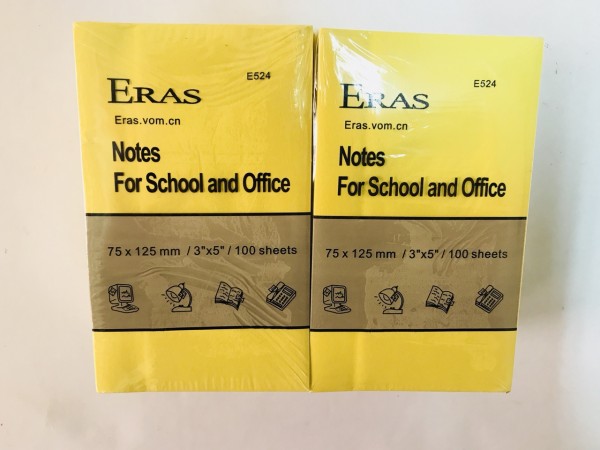 E524
ERAS
Eras.vom.cn
Notes
For School and Office
75 x 125 mm / 3"x5" / 100 sheets
E524
ERAS
Eras.vom.cn
Notes
For School and Office
75 x 125 mm / 3"x5" / 100 sheets